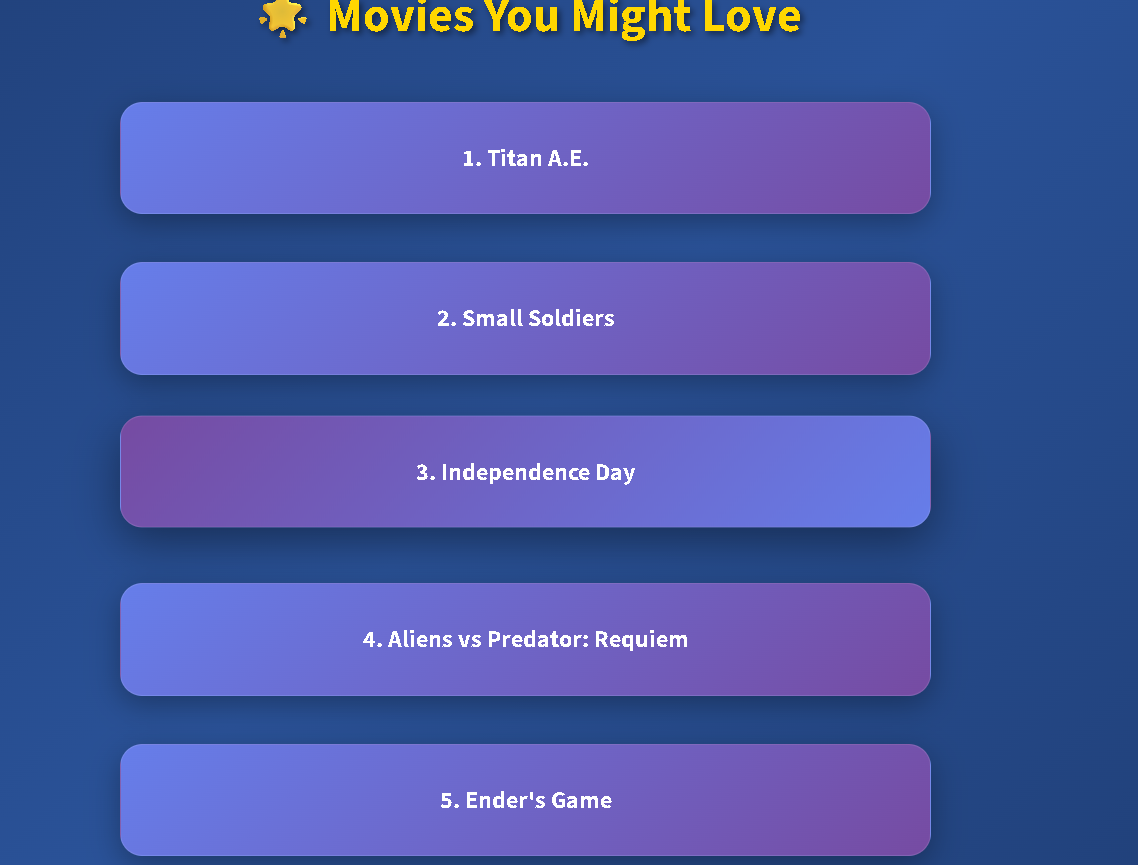 🌟 Movies You Might Love
1. Titan A.E.
2. Small Soldiers
3. Independence Day
4. Aliens vs Predator: Requiem
5. Ender's Game